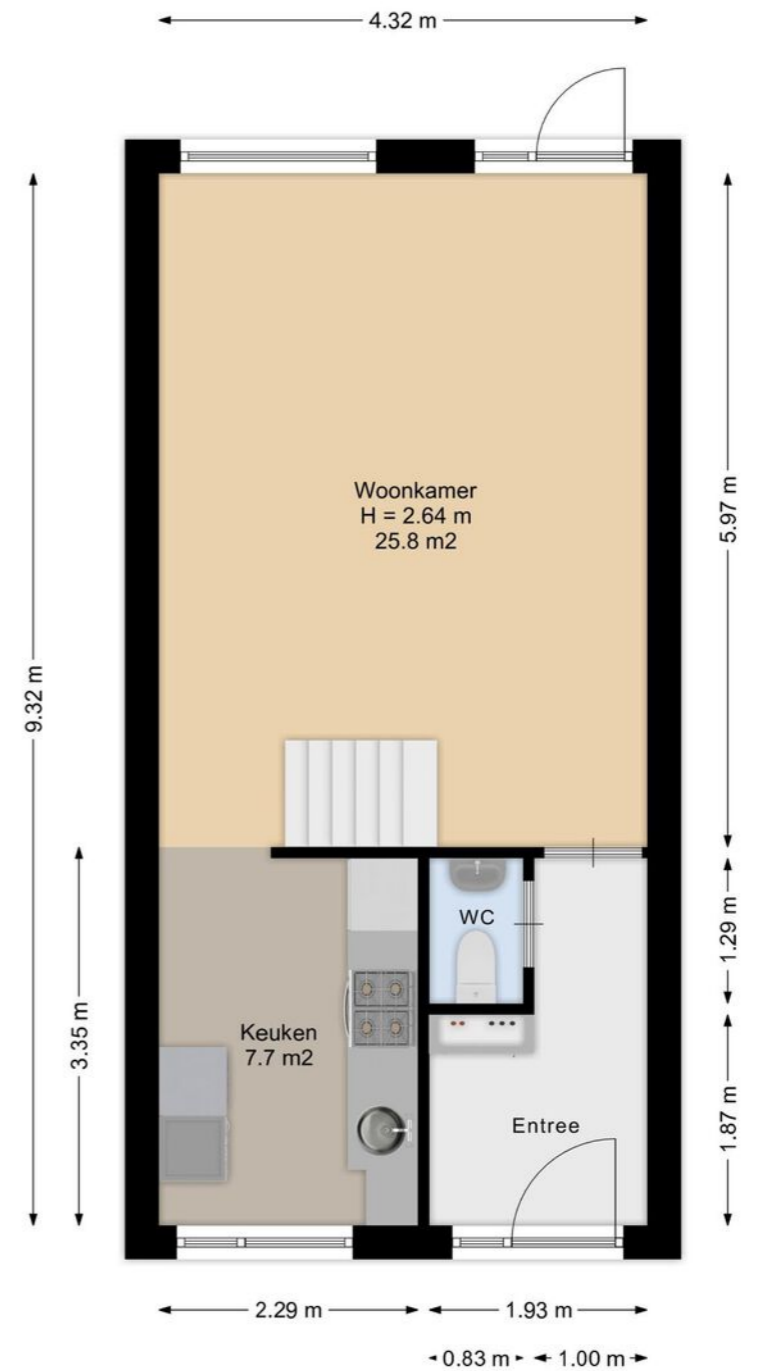 4.32 m
Woonkamer
H = 2.64 m
25.8 m2
5.97 m
9.32 m
WC
1.29 m
3.35 m
Keuken
7.7 m2
Entree
1.87 m
2.29 m
1.93 m
0.83 m
1.00 m